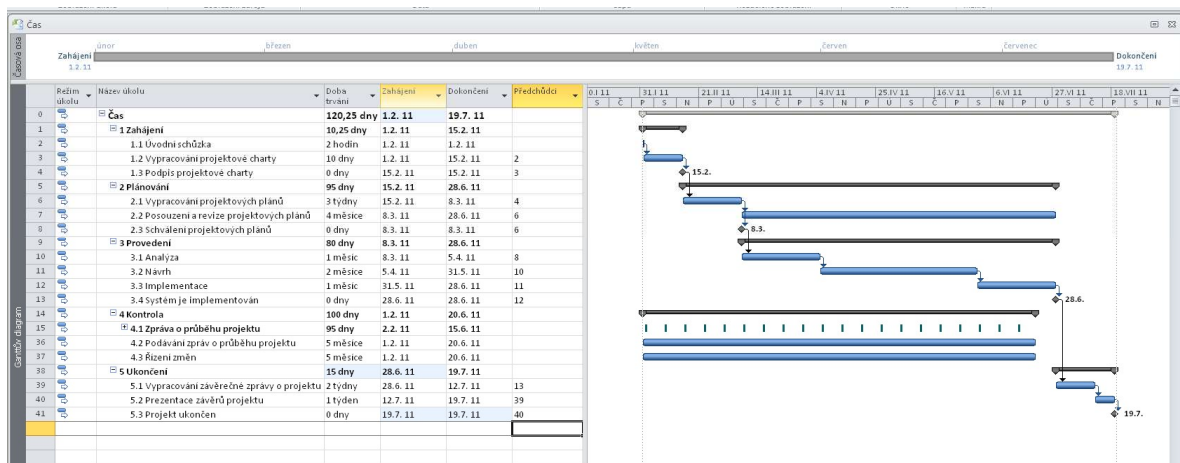 Čas
Časová osa
únor březen duben květen červen červenec
Zahájení
1.2. 11
Dokončení
19.7. 11
Režim úkolu Název úkolu Doba trvání Zahájení Dokončení Předchůdci
31.I 11 21.II 11 14.III 11 4.IV 11 25.IV 11 16.V 11 6.VI 11 27.VI 11 18.VII 11
S Č P S N P Ú S Č P S N P Ú S Č P S N P Ú S Č P S N
0 Čas 120,25 dny 1.2. 11 19.7. 11
1 1 Zahájení 10,25 dny 1.2. 11 15.2. 11
2 1.1 Úvodní schůzka 2 hodin 1.2. 11 1.2. 11
3 1.2 Vypracování projektové charty 10 dny 1.2. 11 15.2. 11 2
4 1.3 Podpis projektové charty 0 dny 15.2. 11 15.2. 11 3
15.2.
5 2 Plánování 95 dny 15.2. 11 28.6. 11
6 2.1 Vypracování projektových plánů 3 týdny 15.2. 11 8.3. 11 4
7 2.2 Posouzení a revize projektových plánů 4 měsíce 8.3. 11 28.6. 11 6
8 2.3 Schválení projektových plánů 0 dny 8.3. 11 8.3. 11 6
8.3.
9 3 Provedení 80 dny 8.3. 11 28.6. 11
10 3.1 Analýza 1 měsíc 8.3. 11 5.4. 11 8
11 3.2 Návrh 2 měsíce 5.4. 11 31.5. 11 10
12 3.3 Implementace 1 měsíc 31.5. 11 28.6. 11 11
13 3.4 Systém je implementován 0 dny 28.6. 11 28.6. 11 12
28.6.
14 4 Kontrola 100 dny 1.2. 11 20.6. 11
15 4.1 Zpráva o průběhu projektu 95 dny 2.2. 11 15.6. 11
36 4.2 Podávání zpráv o průběhu projektu 5 měsíce 1.2. 11 20.6. 11
37 4.3 Řízení změn 5 měsíce 1.2. 11 20.6. 11
38 5 Ukončení 15 dny 28.6. 11 19.7. 11
39 5.1 Vypracování závěrečné zprávy o projektu 2 týdny 28.6. 11 12.7. 11 13
40 5.2 Prezentace závěrů projektu 1 týden 12.7. 11 19.7. 11 39
41 5.3 Projekt ukončen 0 dny 19.7. 11 19.7. 11 40
19.7.
Ganttův diagram